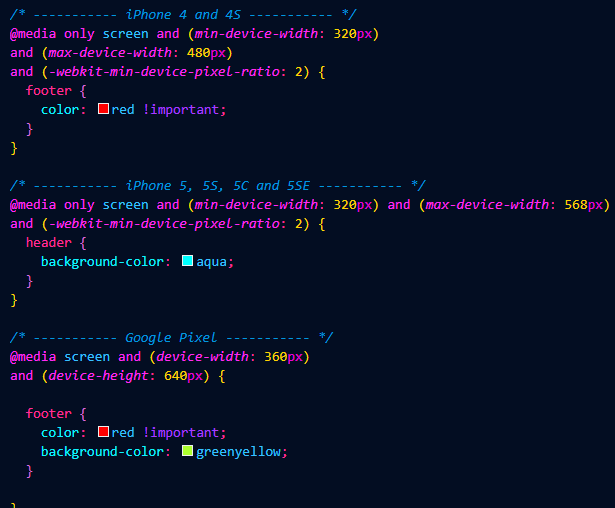 /* ----------- iPhone 4 and 4S ----------- */
@media only screen and (min-device-width: 320px)
and (max-device-width: 480px)
and (-webkit-min-device-pixel-ratio: 2) {
  footer {
    color: red !important;
  }
}
/* ----------- iPhone 5, 5S, 5C and 5SE ----------- */
@media only screen and (min-device-width: 320px) and (max-device-width: 568px)
and (-webkit-min-device-pixel-ratio: 2) {
  header {
    background-color: aqua;
  }
}
/* ----------- Google Pixel ----------- */
@media screen and (device-width: 360px)
and (device-height: 640px) {
  footer {
    color: red !important;
    background-color: greenyellow;
  }
}